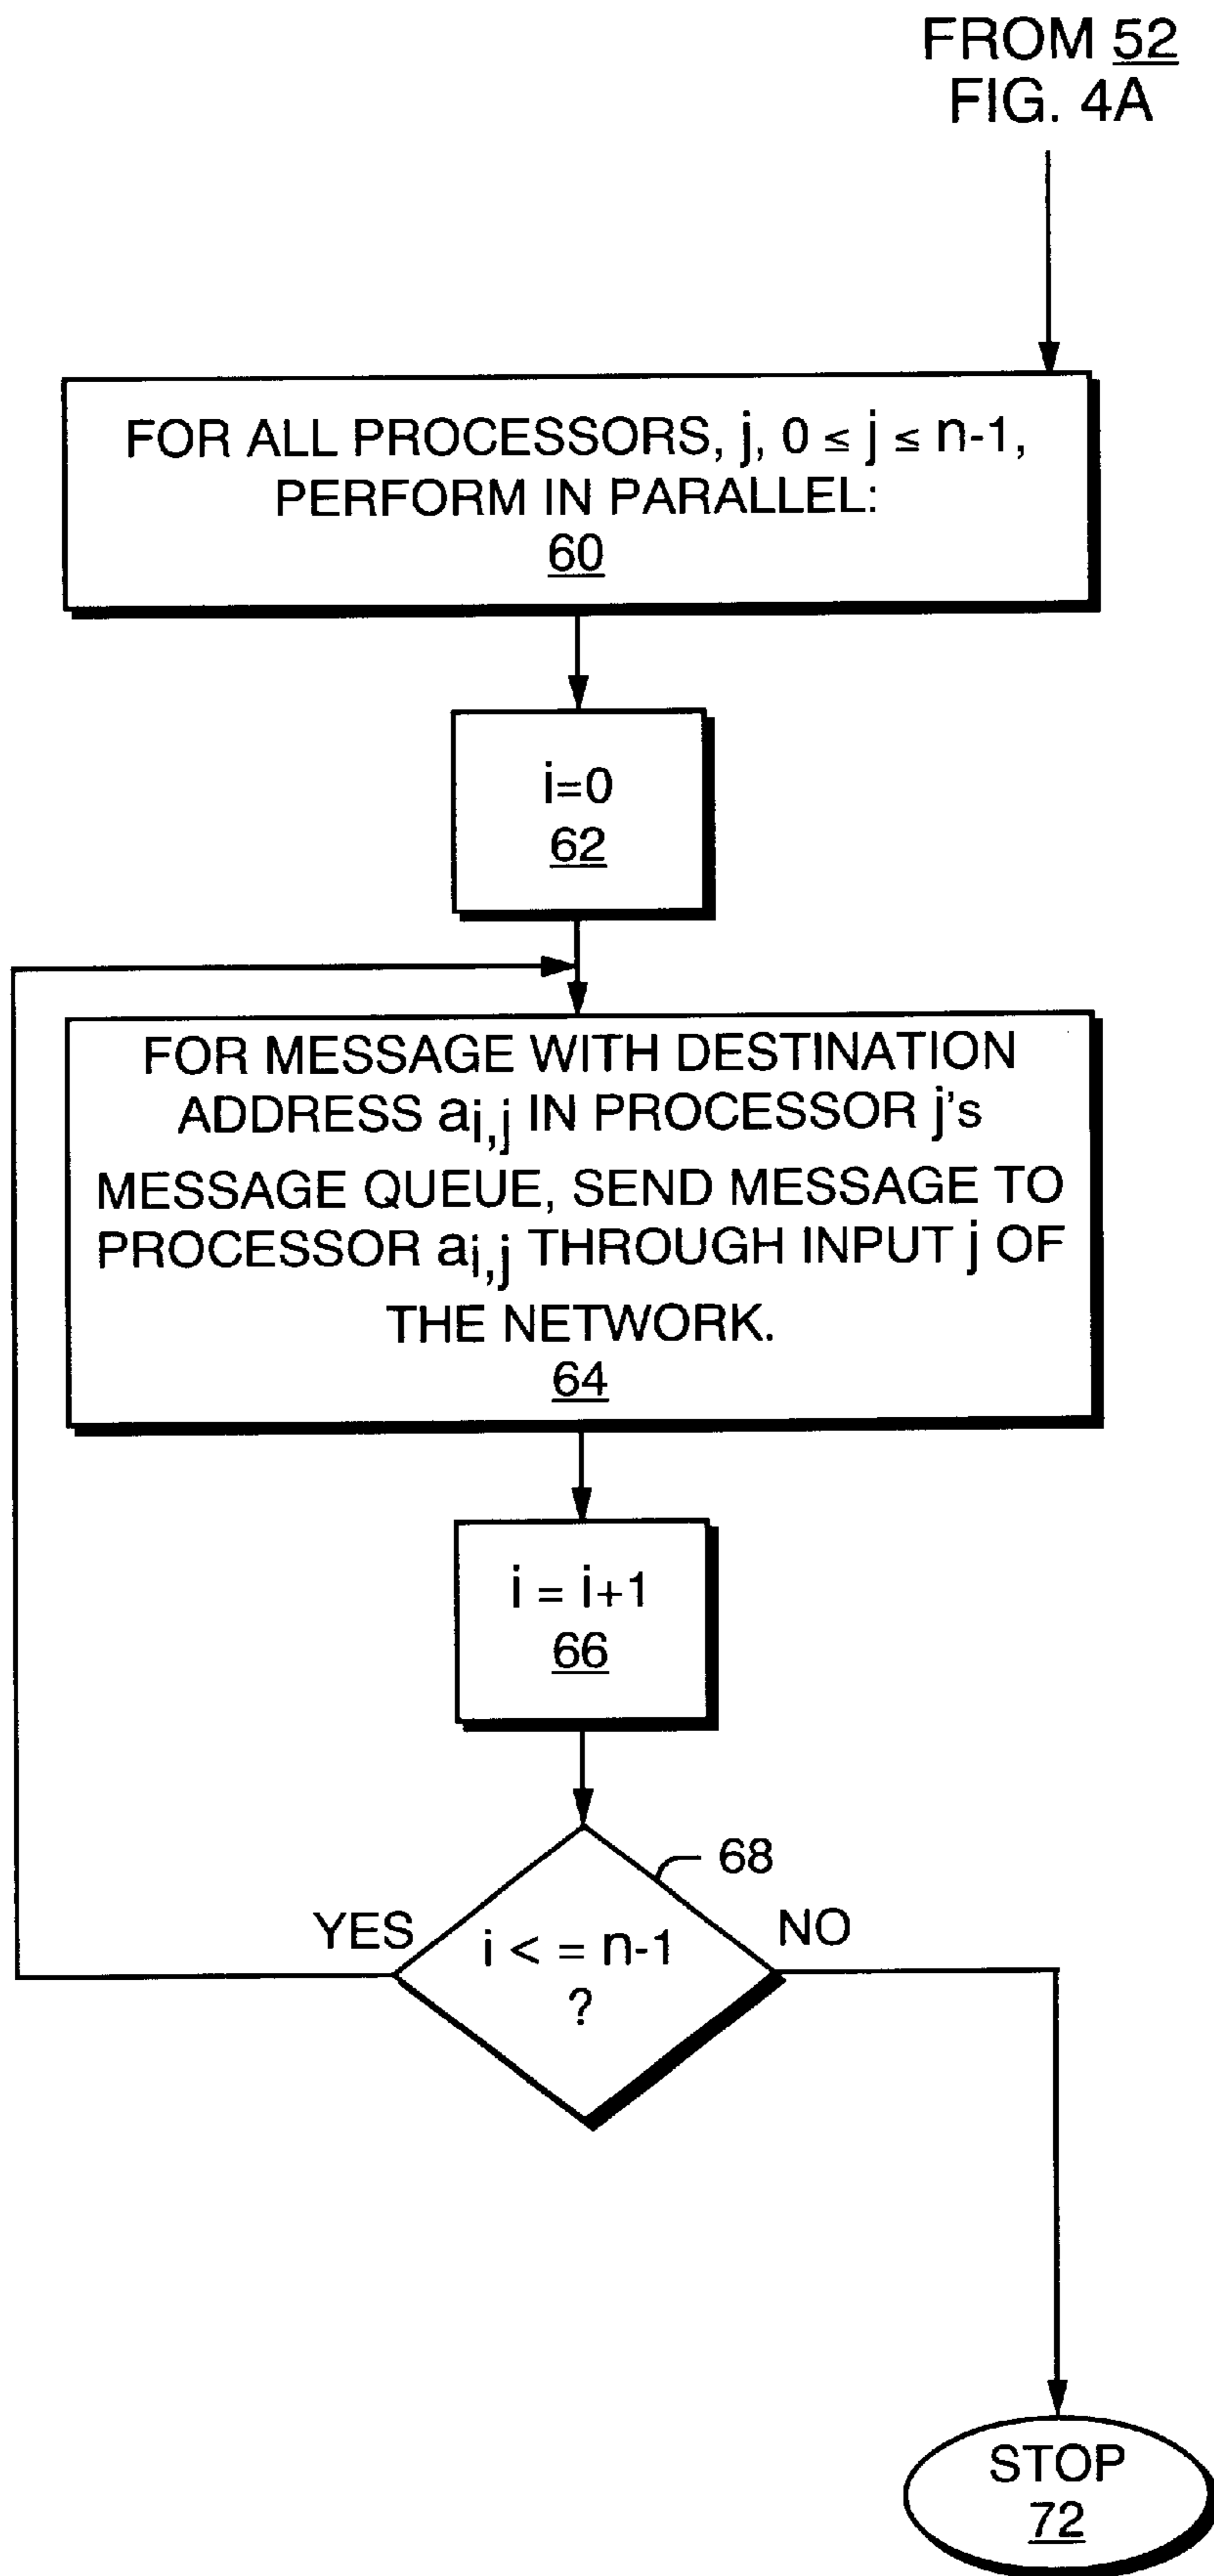 FROM 52
FIG. 4A
FOR ALL PROCESSORS, j, 0 ≤ j ≤ n-1,
PERFORM IN PARALLEL:
60
i=0
62
FOR MESSAGE WITH DESTINATION
ADDRESS ai,j IN PROCESSOR j's
MESSAGE QUEUE, SEND MESSAGE TO
PROCESSOR ai,j THROUGH INPUT j OF
THE NETWORK.
64
i = i+1
66
68
YES
i < = n-1
?
NO
STOP
72